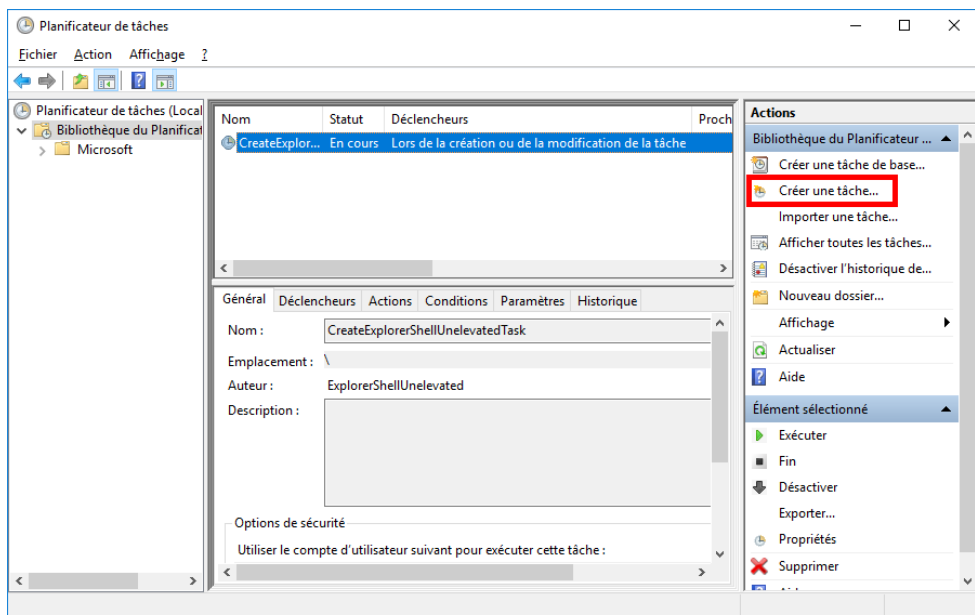 Planificateur de tâches
Fichier Action Affichage ?
Planificateur de tâches (Local
Bibliothèque du Planificat
Microsoft
Nom Statut Déclencheurs Proch
CreateExplor... En cours Lors de la création ou de la modification de la tâche
Général Déclencheurs Actions Conditions Paramètres Historique
Nom : CreateExplorerShellUnelevatedTask
Emplacement : \
Auteur : ExplorerShellUnelevated
Description :
Options de sécurité
Utiliser le compte d'utilisateur suivant pour exécuter cette tâche :
Actions
Bibliothèque du Planificateur ...
Créer une tâche de base...
Créer une tâche...
Importer une tâche...
Afficher toutes les tâches...
Désactiver l'historique de...
Nouveau dossier...
Affichage
Actualiser
Aide
Élément sélectionné
Exécuter
Fin
Désactiver
Exporter...
Propriétés
Supprimer